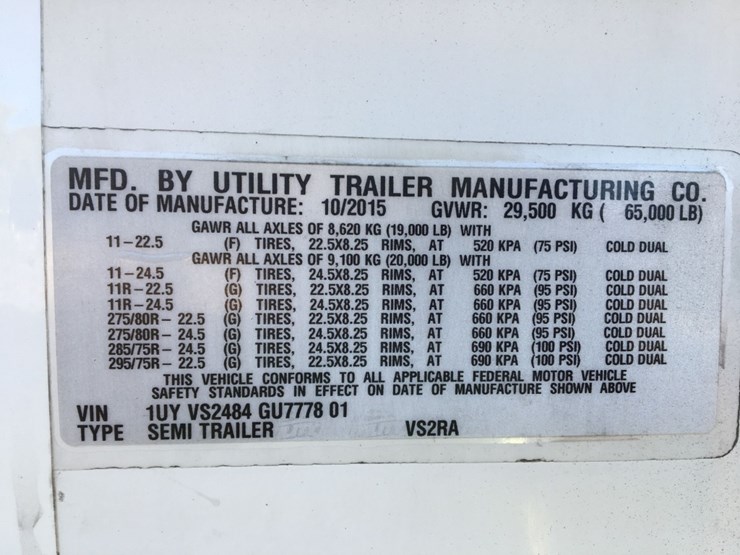 MFD. BY UTILITY TRAILER MANUFACTURING CO.
DATE OF MANUFACTURE: 10/2015 GVWR: 29,500 KG ( 65,000 LB)
GAWR ALL AXLES OF 8,620 KG (19,000 LB) WITH
11-22.5 (F) TIRES, 22.5X8.25 RIMS, AT 520 KPA (75 PSI) COLD DUAL
GAWR ALL AXLES OF 9,100 KG (20,000 LB) WITH
11-24.5 (F) TIRES, 24.5X8.25 RIMS, AT 520 KPA (75 PSI) COLD DUAL
11R-22.5 (G) TIRES, 22.5X8.25 RIMS, AT 660 KPA (95 PSI) COLD DUAL
11R-24.5 (G) TIRES, 24.5X8.25 RIMS, AT 660 KPA (95 PSI) COLD DUAL
275/80R- 22.5 (G) TIRES, 22.5X8.25 RIMS, AT 660 KPA (95 PSI) COLD DUAL
275/80R- 24.5 (G) TIRES, 24.5X8.25 RIMS, AT 660 KPA (95 PSI) COLD DUAL
285/75R- 24.5 (G) TIRES, 24.5X8.25 RIMS, AT 690 KPA (100 PSI) COLD DUAL
295/75R- 22.5 (G) TIRES, 22.5X8.25 RIMS, AT 690 KPA (100 PSI) COLD DUAL
THIS VEHICLE CONFORMS TO ALL APPLICABLE FEDERAL MOTOR VEHICLE
SAFETY STANDARDS IN EFFECT ON DATE OF MANUFACTURE SHOWN ABOVE
VIN 1UY VS2484 GU7778 01
TYPE SEMI TRAILER VS2RA